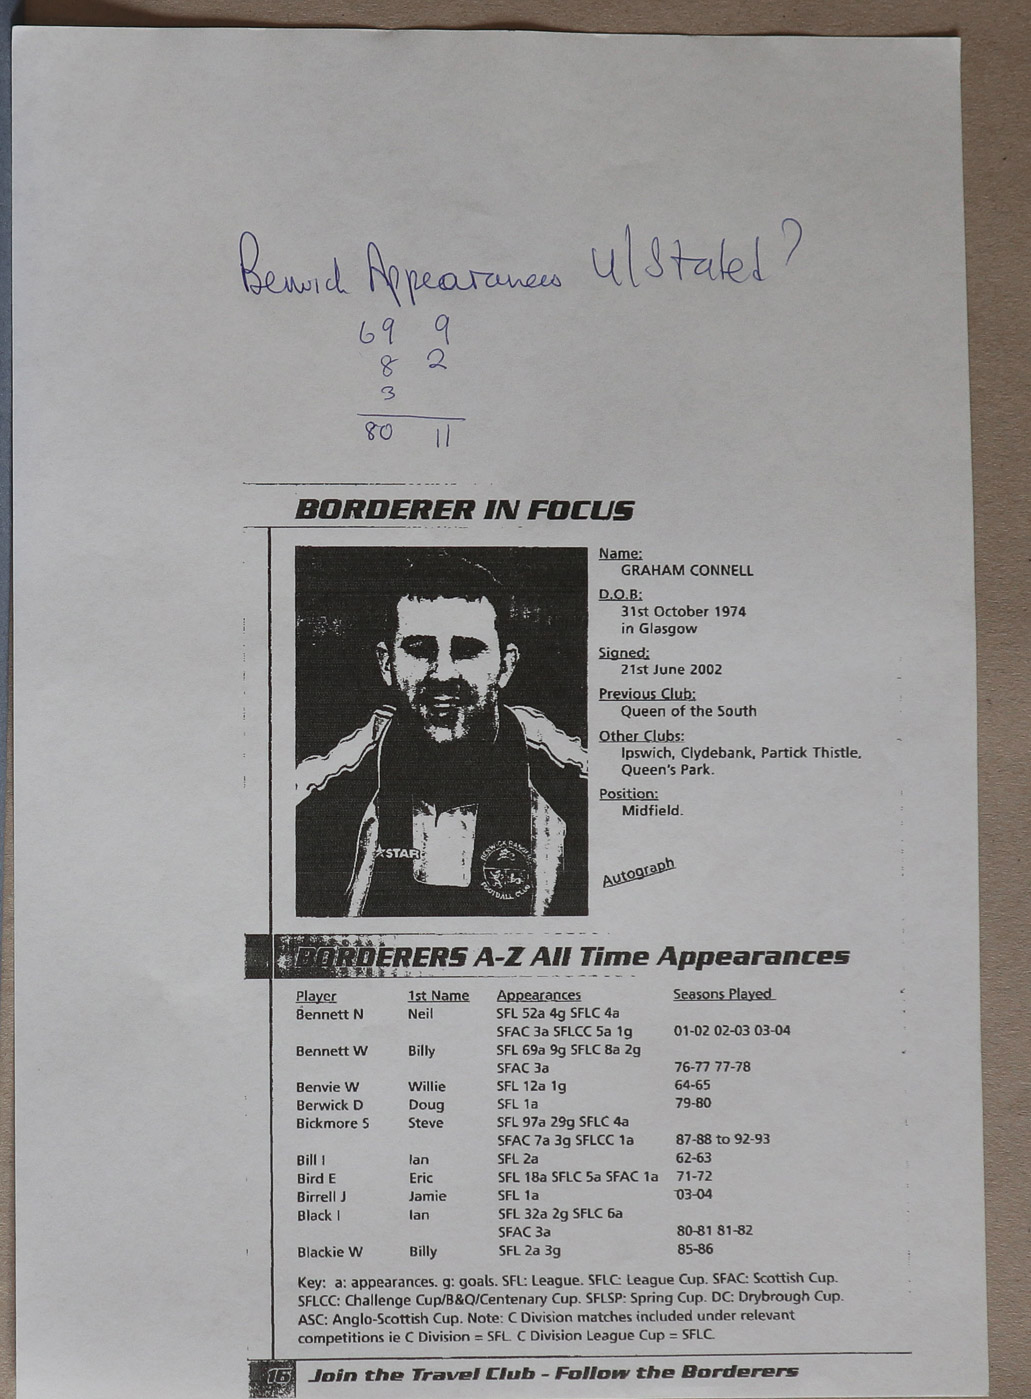 Berwick Appearances U/Stated?
69 9
8 2
3
80 11
BORDERER IN FOCUS
Name:
GRAHAM CONNELL
D.O.B:
31st October 1974
in Glasgow
Signed:
21st June 2002
Previous Club:
Queen of the South
Other Clubs:
Ipswich, Clydebank, Partick Thistle,
Queen's Park.
Position:
Midfield.
STAR
BERWICK RANGERS
FOOTBALL CLUB
Autograph
BORDERERS A-Z All Time Appearances
Player 1st Name Appearances Seasons Played
Bennett N Neil SFL 52a 4g SFLC 4a
SFAC 3a SFLCC 5a 1g 01-02 02-03 03-04
Bennett W Billy SFL 69a 9g SFLC 8a 2g
SFAC 3a 76-77 77-78
Benvie W Willie SFL 12a 1g 64-65
Berwick D Doug SFL 1a 79-80
Bickmore S Steve SFL 97a 29g SFLC 4a
SFAC 7a 3g SFLCC 1a 87-88 to 92-93
Bill I Ian SFL 2a 62-63
Bird E Eric SFL 18a SFLC 5a SFAC 1a 71-72
Birrell J Jamie SFL 1a 03-04
Black I Ian SFL 32a 2g SFLC 6a
SFAC 3a 80-81 81-82
Blackie W Billy SFL 2a 3g 85-86
Key: a: appearances. g: goals. SFL: League. SFLC: League Cup. SFAC: Scottish Cup.
SFLCC: Challenge Cup/B&Q/Centenary Cup. SFLSP: Spring Cup. DC: Drybrough Cup.
ASC: Anglo-Scottish Cup. Note: C Division matches included under relevant
competitions ie C Division = SFL. C Division League Cup = SFLC.
16 Join the Travel Club - Follow the Borderers